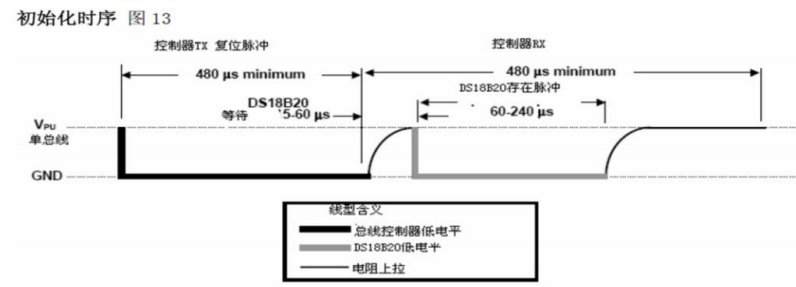 初始化时序 图 13
控制器TX 复位脉冲
控制器RX
480 μs minimum
480 μs minimum
DS18B20存在脉冲
DS18B20
等待 5-60 μs
60-240 μs
VPU
单总线
GND
线型含义
总线控制器低电平
DS18B20低电平
电阻上拉